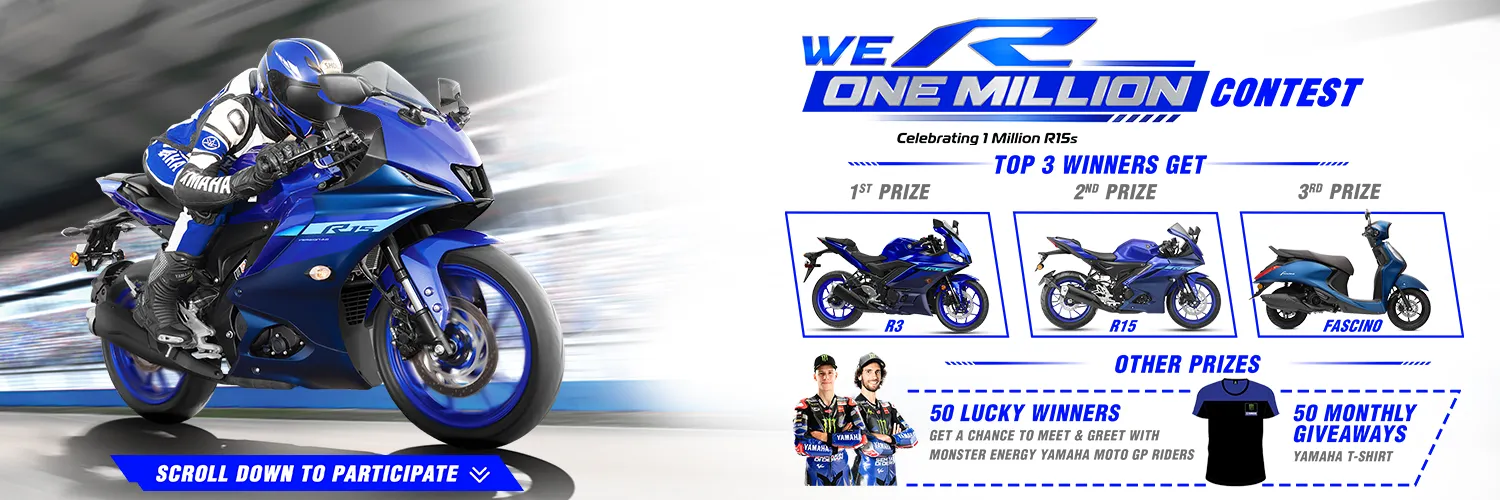 WE R
ONE MILLION CONTEST
Celebrating 1 Million R15s
TOP 3 WINNERS GET
1ST PRIZE
2ND PRIZE
3RD PRIZE
R3
R15
FASCINO
OTHER PRIZES
50 LUCKY WINNERS
GET A CHANCE TO MEET & GREET WITH
MONSTER ENERGY YAMAHA MOTO GP RIDERS
50 MONTHLY
GIVEAWAYS
YAMAHA T-SHIRT
YAMAHA
YAMAHA
YAMAHA
R15
SCROLL DOWN TO PARTICIPATE